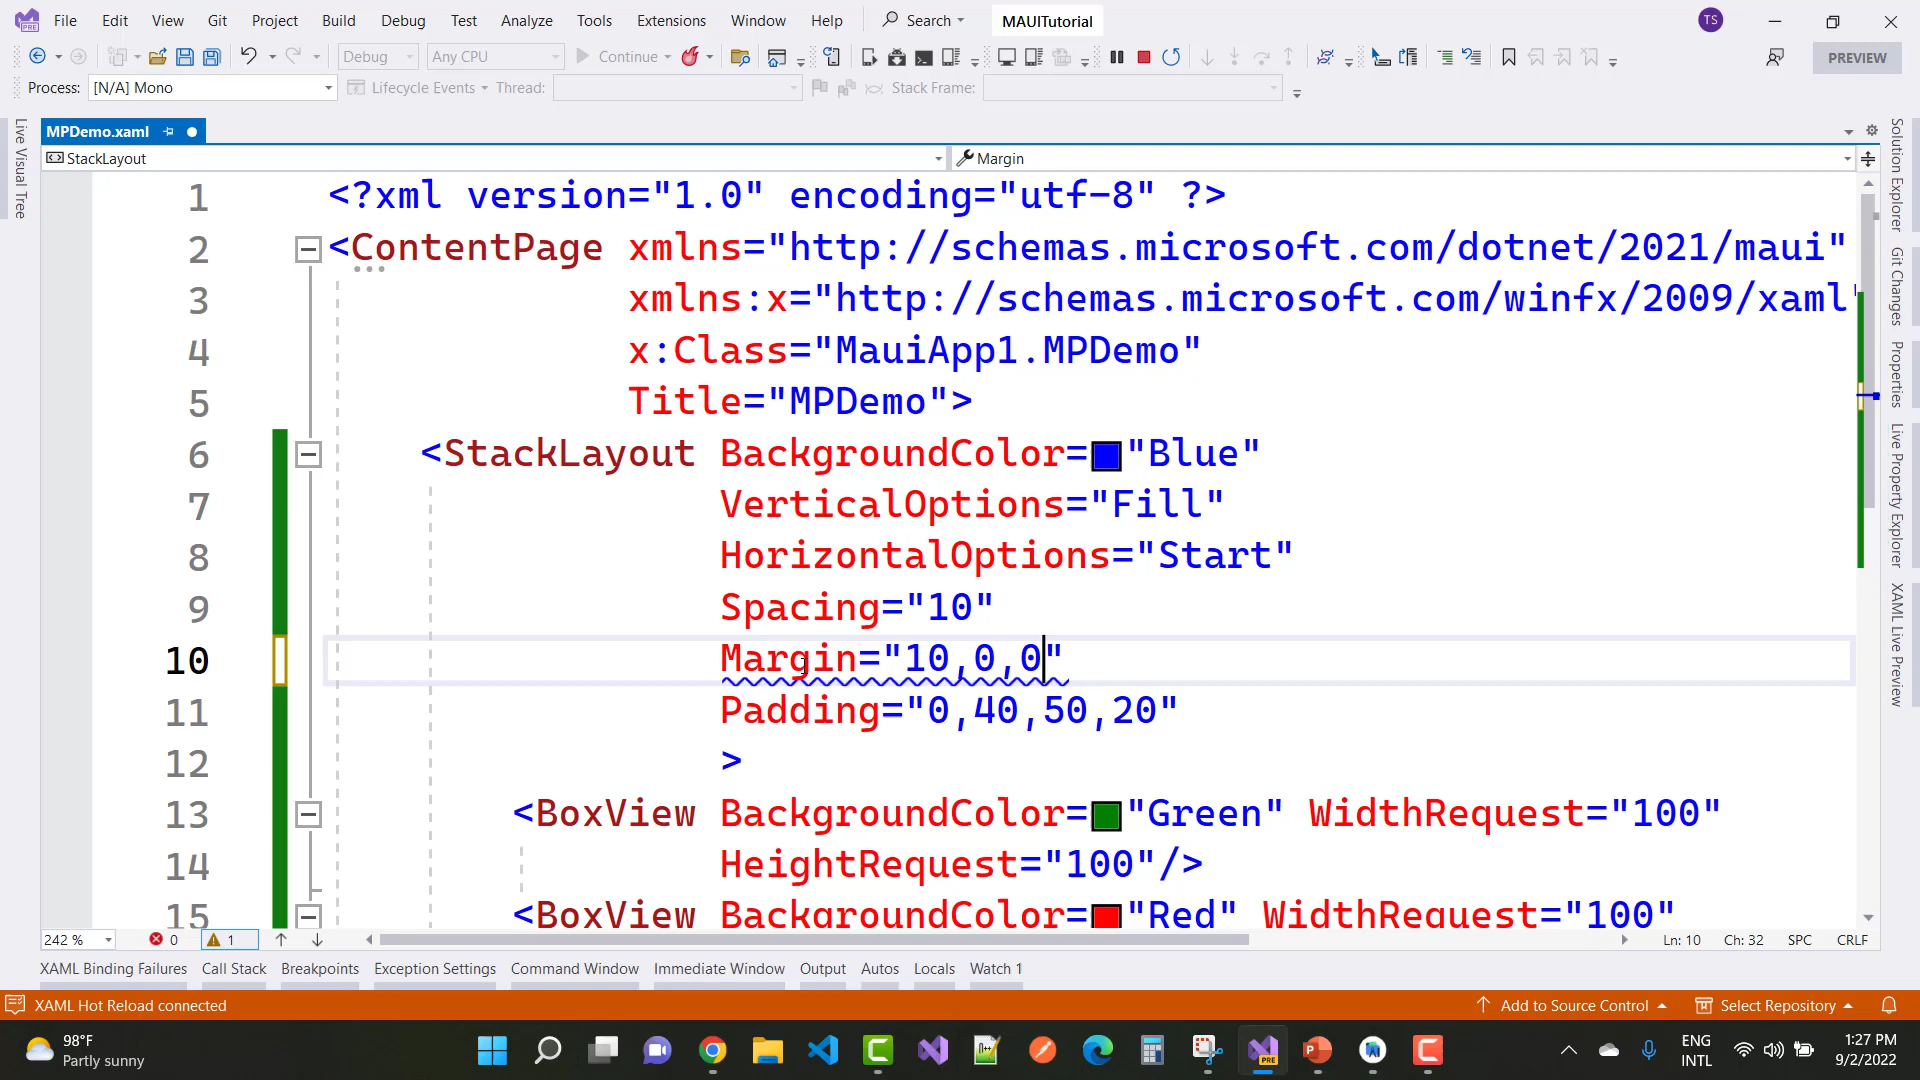 File Edit View Git Project Build Debug Test Analyze Tools Extensions Window Help Search MAUITutorial TS
Debug Any CPU Continue PREVIEW
Process: [N/A] Mono Lifecycle Events Thread: Stack Frame:
MPDemo.xaml
StackLayout Margin
1 <?xml version="1.0" encoding="utf-8" ?>
2 <ContentPage xmlns="http://schemas.microsoft.com/dotnet/2021/maui"
3 xmlns:x="http://schemas.microsoft.com/winfx/2009/xaml"
4 x:Class="MauiApp1.MPDemo"
5 Title="MPDemo">
6 <StackLayout BackgroundColor="Blue"
7 VerticalOptions="Fill"
8 HorizontalOptions="Start"
9 Spacing="10"
10 Margin="10,0,0"
11 Padding="0,40,50,20"
12 >
13 <BoxView BackgroundColor="Green" WidthRequest="100"
14 HeightRequest="100"/>
15 <BoxView BackgroundColor="Red" WidthRequest="100"
Live Visual Tree
Solution Explorer
Git Changes
Properties
Live Property Explorer
XAML Live Preview
242 % 0 1 Ln: 10 Ch: 32 SPC CRLF
XAML Binding Failures Call Stack Breakpoints Exception Settings Command Window Immediate Window Output Autos Locals Watch 1
XAML Hot Reload connected Add to Source Control Select Repository
98°F
Partly sunny
PRE
ENG
INTL
1:27 PM
9/2/2022